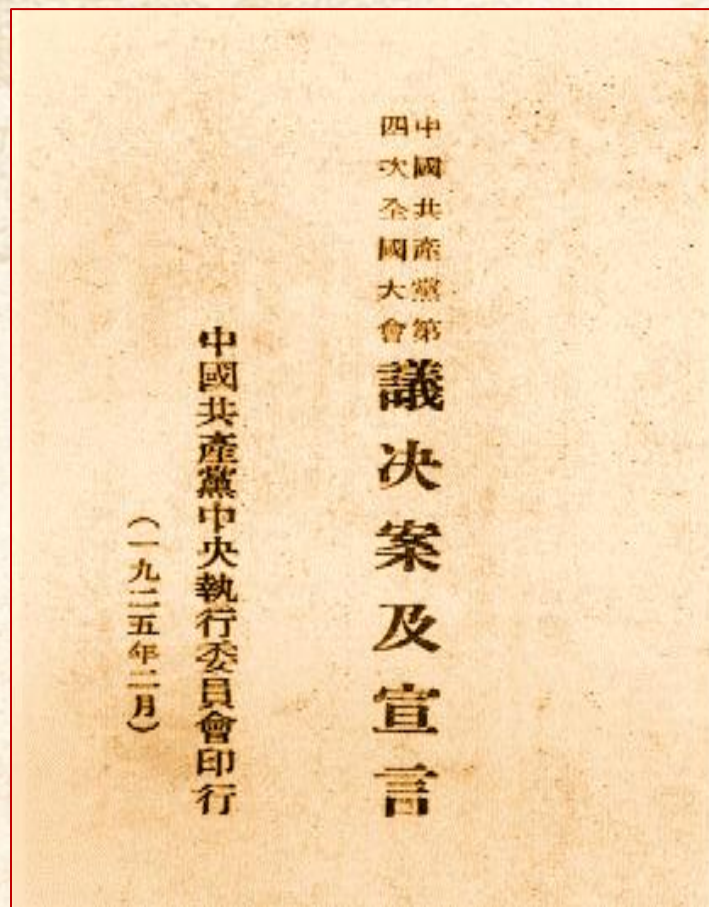 中國共產黨第
四次全國大會
議决案及宣言
中國共產黨中央執行委員會印行
（一九二五年二月）